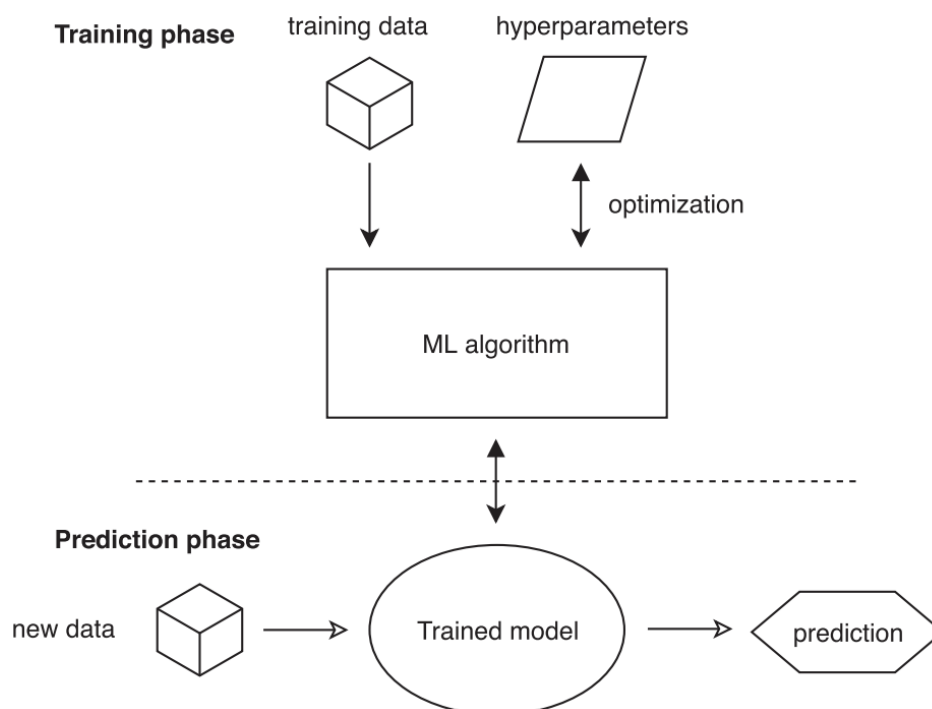 Training phase
training data
hyperparameters
optimization
ML algorithm
Prediction phase
new data
Trained model
prediction